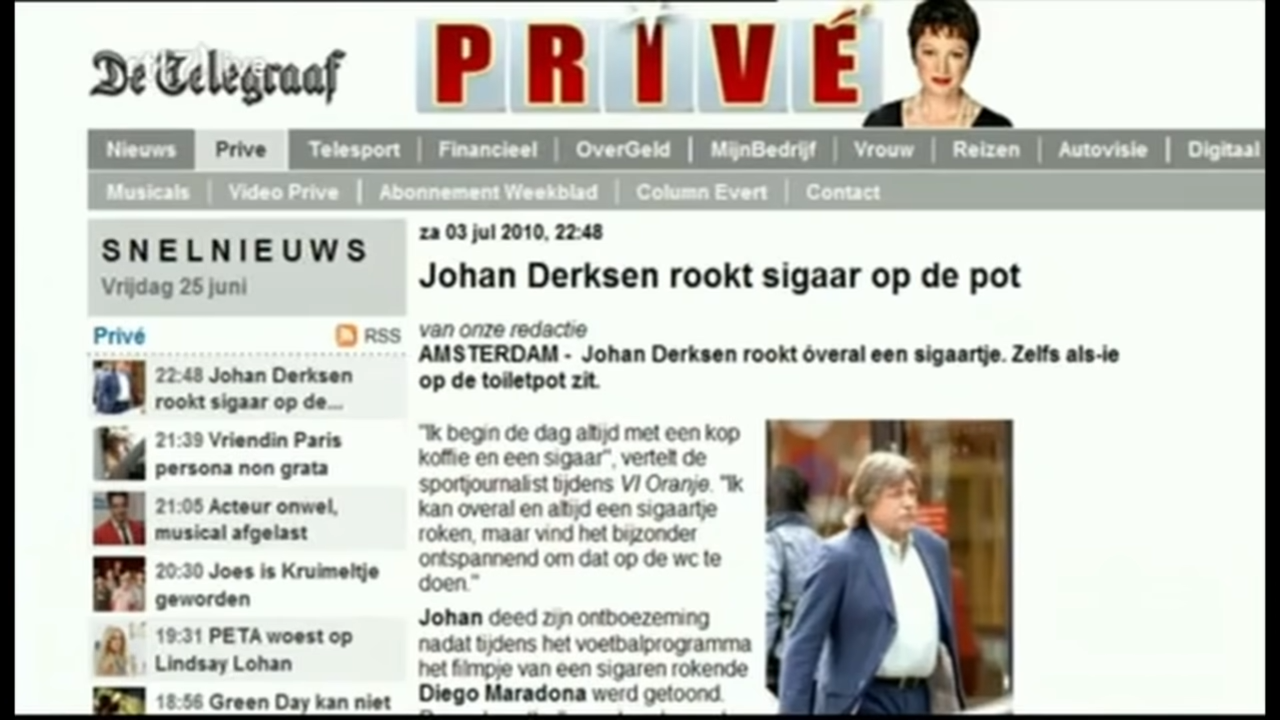 De Telegraaf
PRIVÉ
Nieuws Prive Telesport Financieel OverGeld MijnBedrijf Vrouw Reizen Autovisie Digitaal
Musicals Video Prive Abonnement Weekblad Column Evert Contact
SNELNIEUWS
Vrijdag 25 juni
Privé RSS
22:48 Johan Derksen
rookt sigaar op de...
21:39 Vriendin Paris
persona non grata
21:05 Acteur onwel,
musical afgelast
20:30 Joes is Kruimeltje
geworden
19:31 PETA woest op
Lindsay Lohan
18:56 Green Day kan niet
za 03 jul 2010, 22:48
Johan Derksen rookt sigaar op de pot
van onze redactie
AMSTERDAM - Johan Derksen rookt óveral een sigaartje. Zelfs als-ie
op de toiletpot zit.
"Ik begin de dag altijd met een kop
koffie en een sigaar", vertelt de
sportjournalist tijdens VI Oranje. "Ik
kan overal en altijd een sigaartje
roken, maar vind het bijzonder
ontspannend om dat op de wc te
doen."
Johan deed zijn ontboezeming
nadat tijdens het voetbalprogramma
het filmpje van een sigaren rokende
Diego Maradona werd getoond.